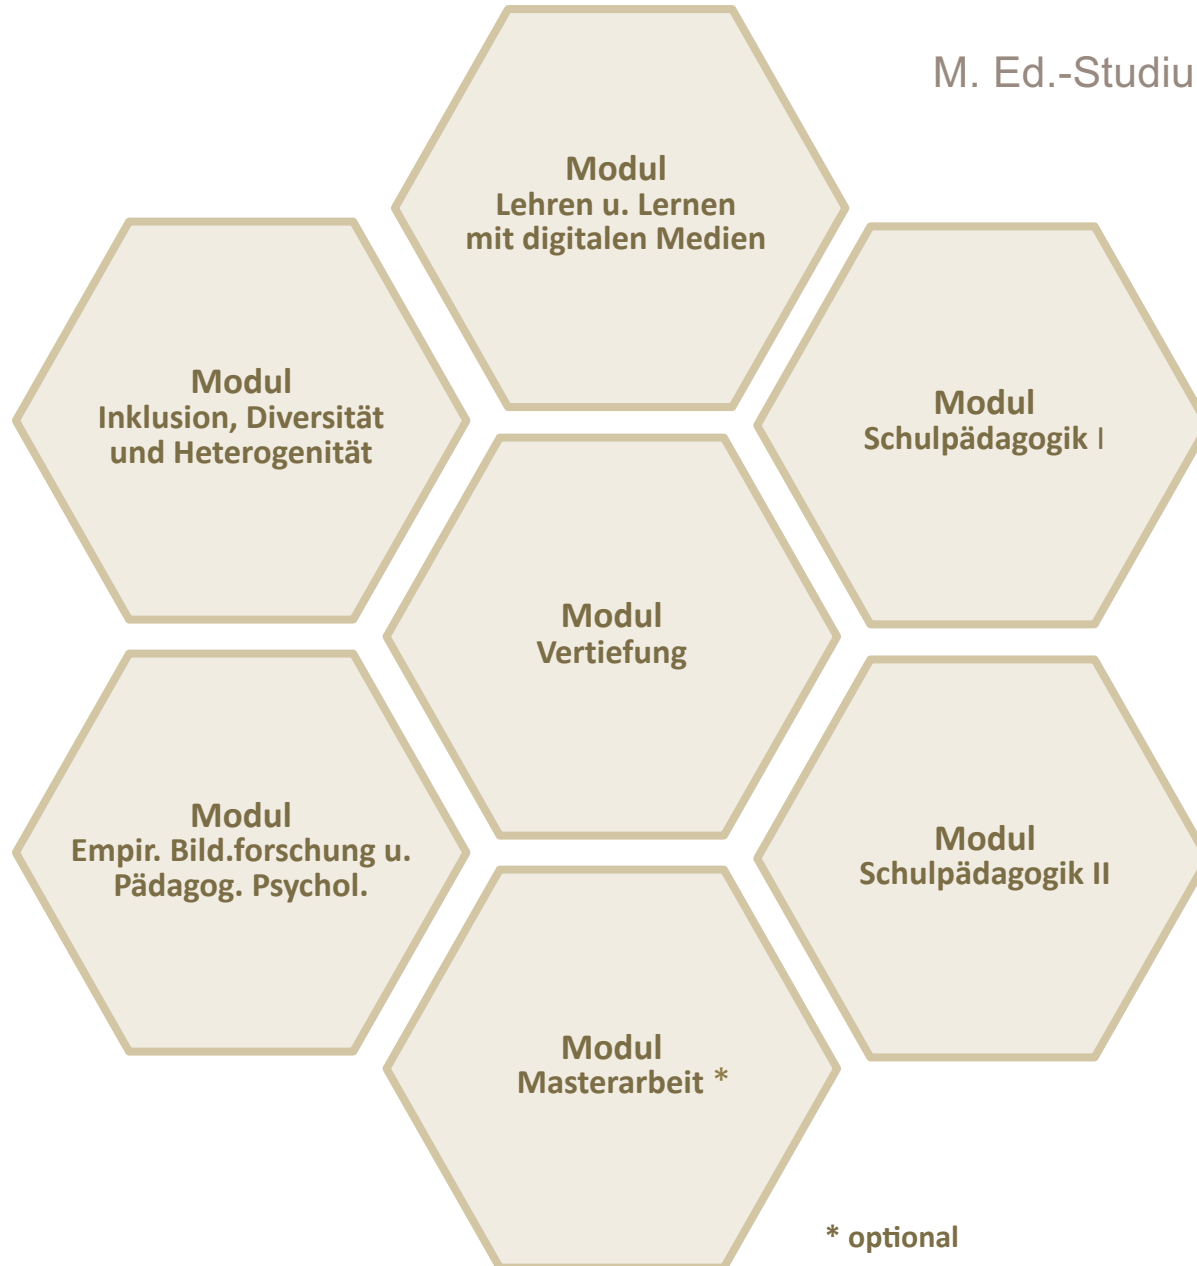 M. Ed.-Studiu
Modul
Lehren u. Lernen
mit digitalen Medien
Modul
Inklusion, Diversität
und Heterogenität
Modul
Schulpädagogik I
Modul
Vertiefung
Modul
Empir. Bild.forschung u.
Pädagog. Psychol.
Modul
Schulpädagogik II
Modul
Masterarbeit *
* optional